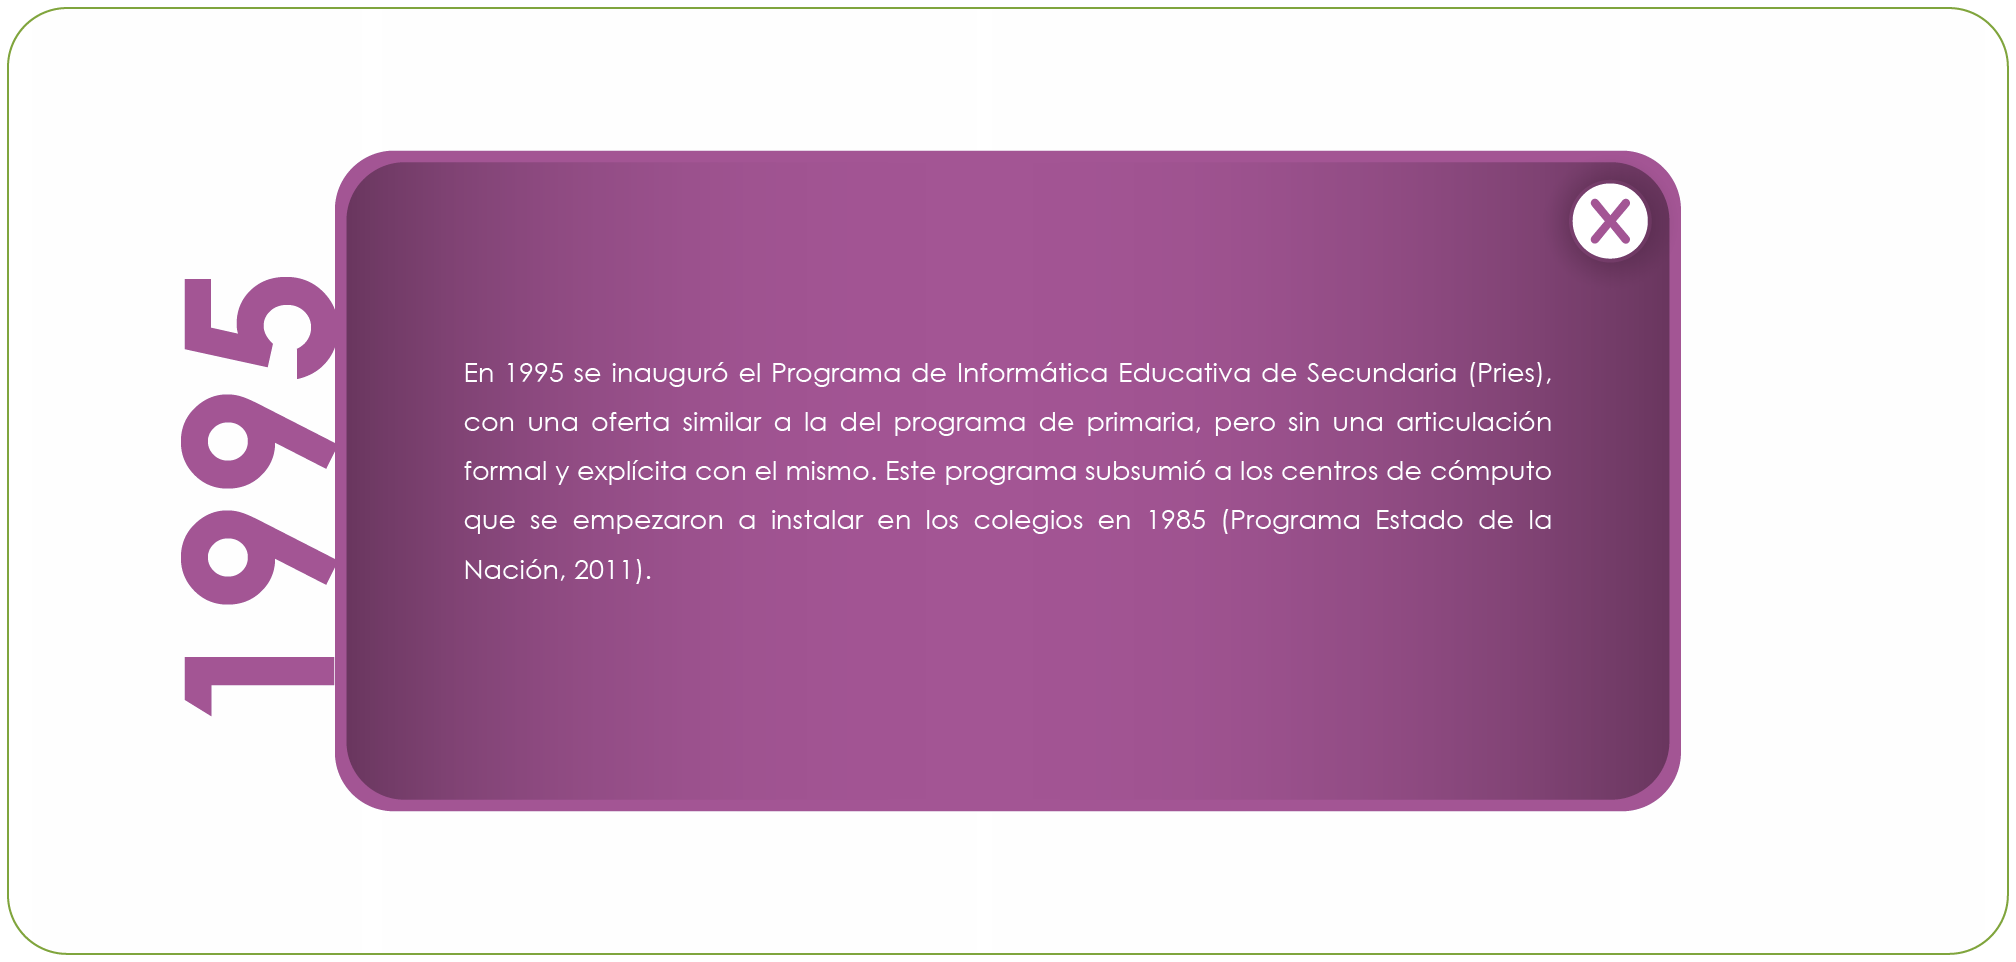 1995
En 1995 se inauguró el Programa de Informática Educativa de Secundaria (Pries),
con una oferta similar a la del programa de primaria, pero sin una articulación
formal y explícita con el mismo. Este programa subsumió a los centros de cómputo
que se empezaron a instalar en los colegios en 1985 (Programa Estado de la
Nación, 2011).